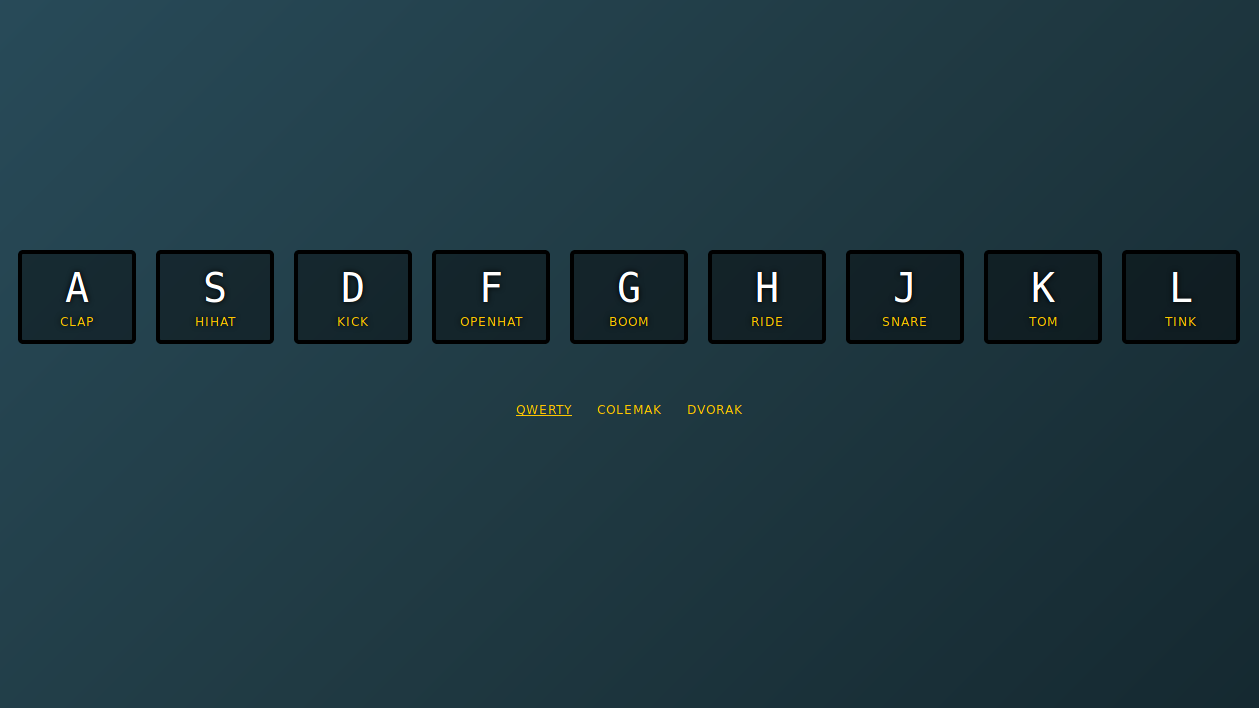 A S D F G H J K L
CLAP HIHAT KICK OPENHAT BOOM RIDE SNARE TOM TINK
QWERTY COLEMAK DVORAK